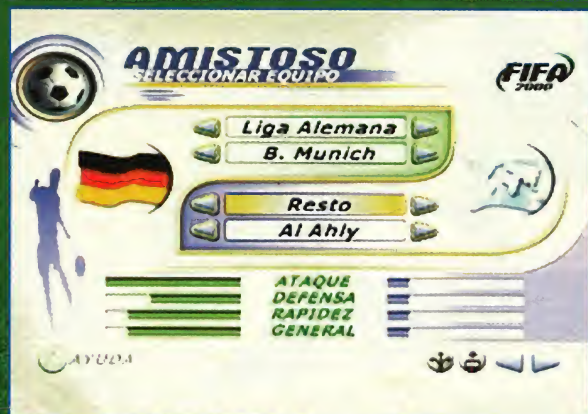 AMISTOSO
SELECCIONAR EQUIPO
FIFA
2000
Liga Alemana
B. Munich
Resto
Al Ahly
ATAQUE
DEFENSA
RAPIDEZ
GENERAL
AYUDA